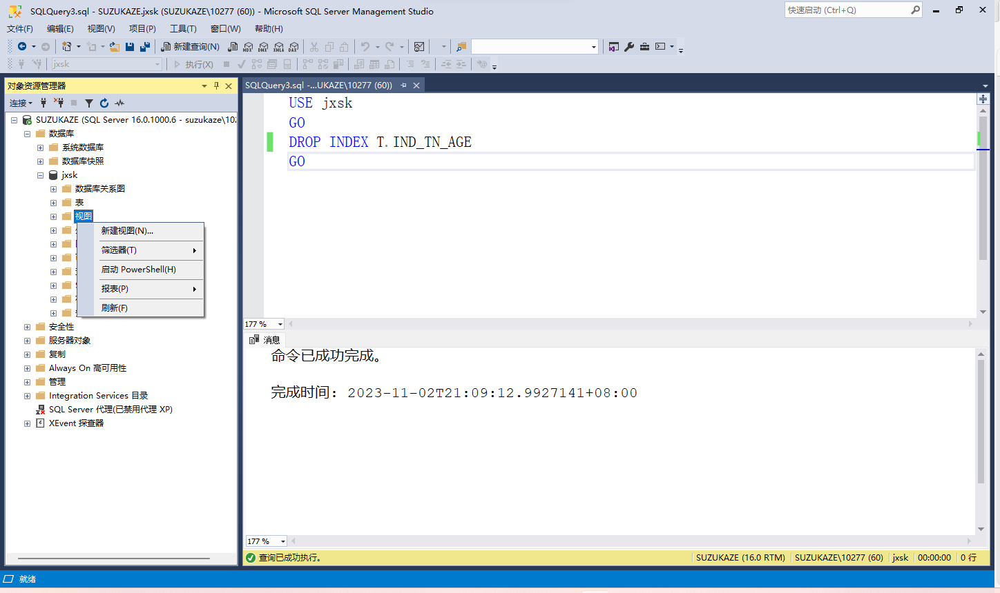 SQLQuery3.sql - SUZUKAZE.jxsk (SUZUKAZE\10277 (60)) - Microsoft SQL Server Management Studio
快速启动 (Ctrl+Q)
文件(F) 编辑(E) 视图(V) 项目(P) 工具(T) 窗口(W) 帮助(H)
新建查询(N) MDX DMX XMLA DAX
jxsk 执行(X)
对象资源管理器
连接
SUZUKAZE (SQL Server 16.0.1000.6 - suzukaze\10
数据库
系统数据库
数据库快照
jxsk
数据库关系图
表
视图
新建视图(N)...
筛选器(T)
启动 PowerShell(H)
报表(P)
刷新(F)
安全性
服务器对象
复制
Always On 高可用性
管理
Integration Services 目录
SQL Server 代理(已禁用代理 XP)
XEvent 探查器
SQLQuery3.sql -...UKAZE\10277 (60))
USE jxsk
GO
DROP INDEX T.IND_TN_AGE
GO
177 %
消息
命令已成功完成。
完成时间: 2023-11-02T21:09:12.9927141+08:00
177 %
查询已成功执行。 SUZUKAZE (16.0 RTM) SUZUKAZE\10277 (60) jxsk 00:00:00 0 行
就绪